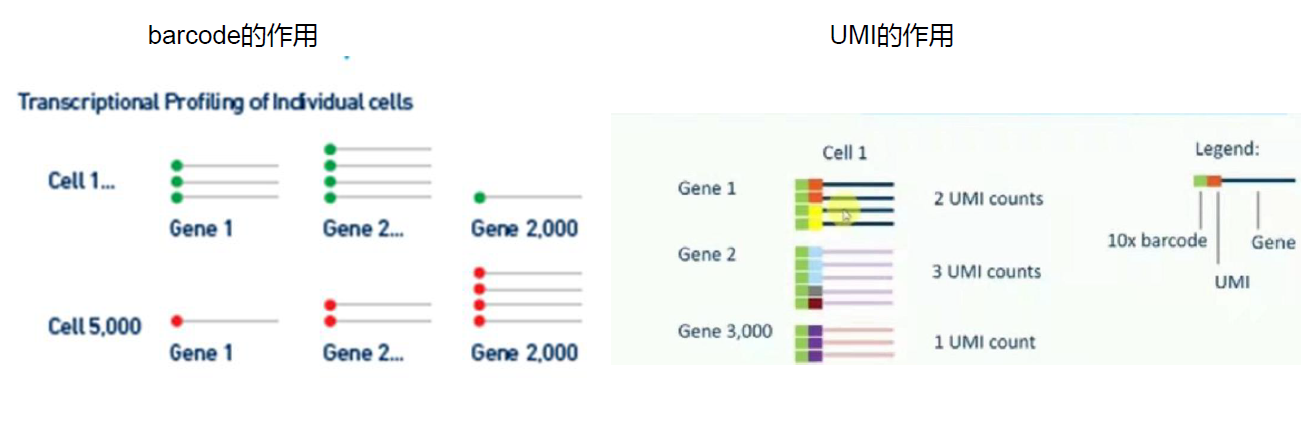 barcode的作用
UMI的作用
Transcriptional Profiling of Individual cells
Cell 1...
Gene 1
Gene 2...
Gene 2,000
Cell 5,000
Gene 1
Gene 2...
Gene 2,000
Cell 1
Gene 1
2 UMI counts
Gene 2
3 UMI counts
Gene 3,000
1 UMI count
Legend:
10x barcode
Gene
UMI